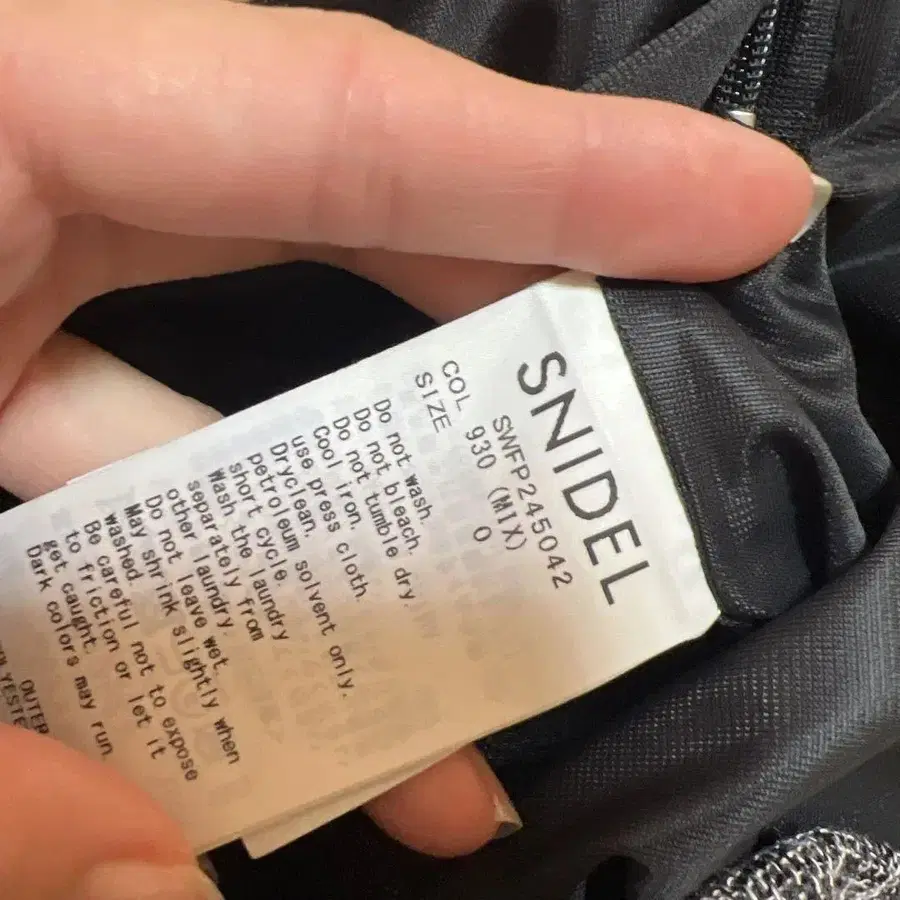 SNIDEL
SWFP245042
COL 930 (MIX)
SIZE 0
Do not wash.
Do not bleach.
Do not tumble dry.
Cool iron.
use press cloth.
Dryclean.
petroleum solvent only.
short cycle.
Wash the laundry
separately from
other laundry.
Do not leave wet.
May shrink slightly when
washed.
Be careful not to expose
to friction or let it
get caught.
Dark colors may run.
OUTER